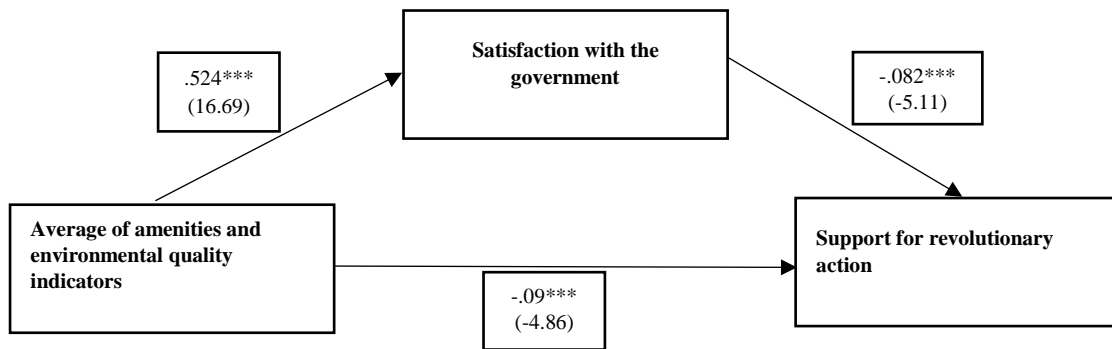 Satisfaction with the
government
.524***
(16.69)
-.082***
(-5.11)
Average of amenities and
environmental quality
indicators
Support for revolutionary
action
-.09***
(-4.86)